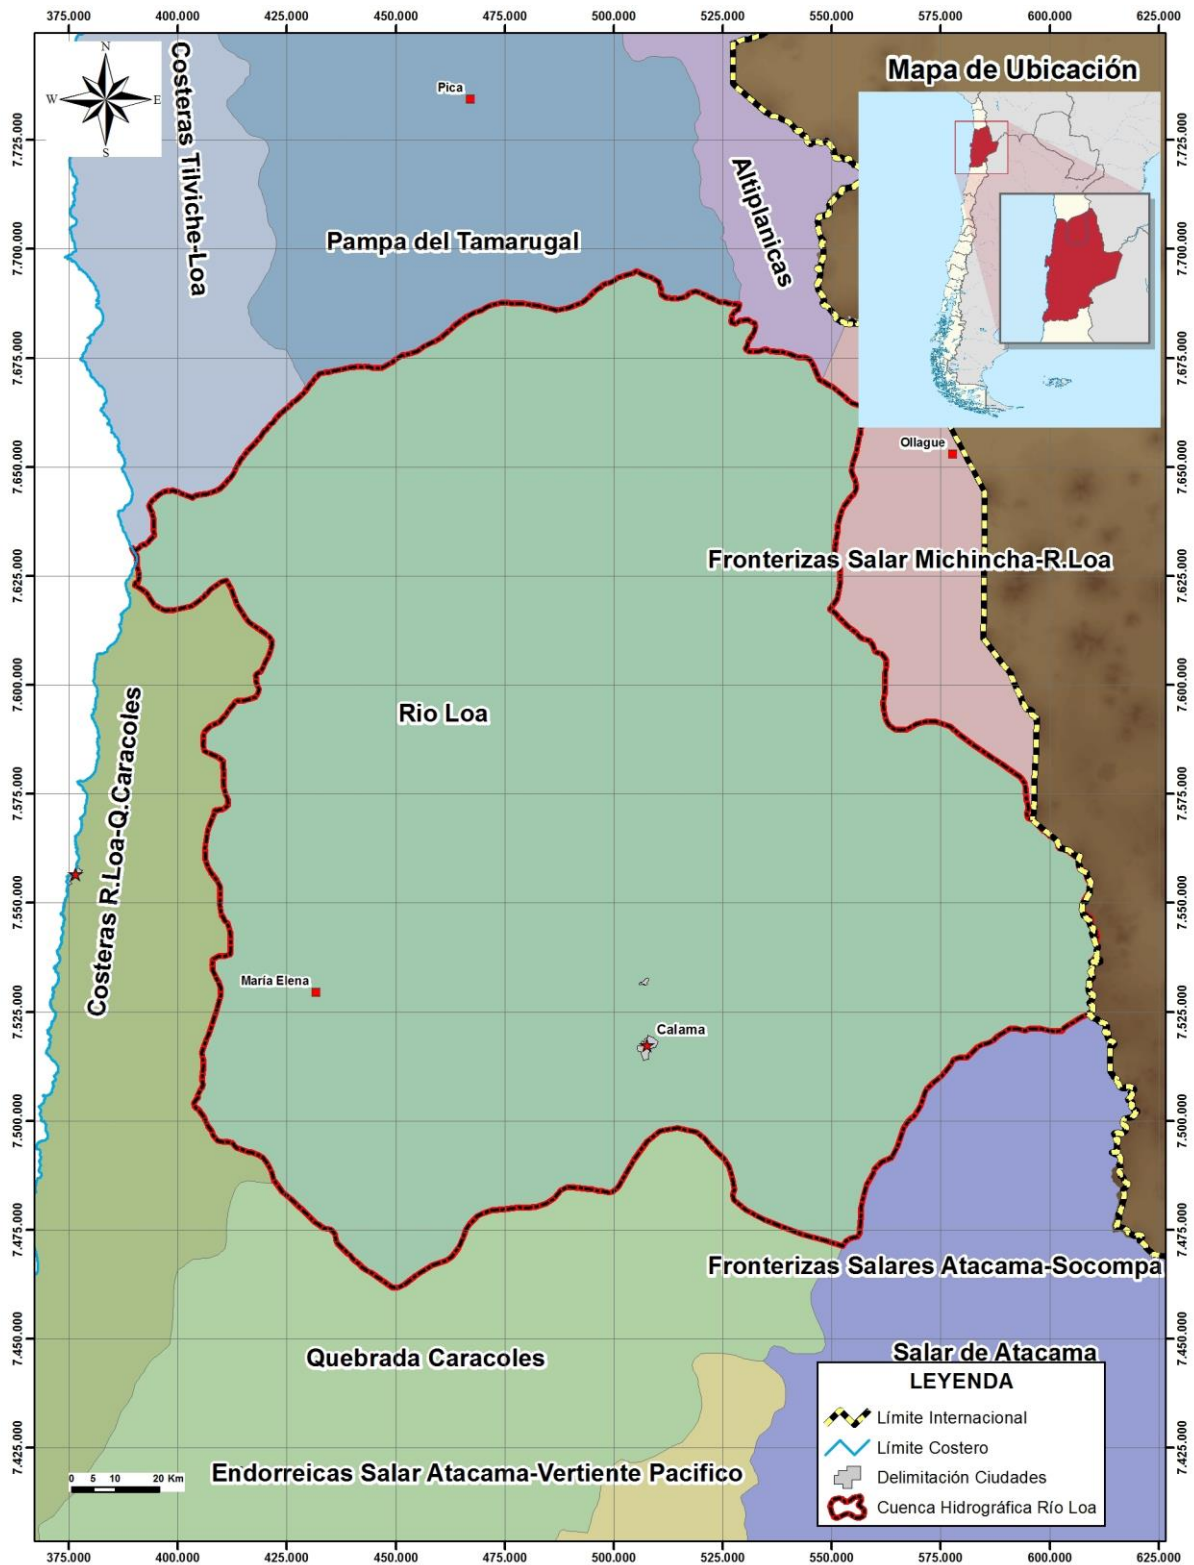 375.000 400.000 425.000 450.000 475.000 500.000 525.000 550.000 575.000 600.000 625.000
N
W E
S
Costeras Tilviche-Loa
Pica
Mapa de Ubicación
7.725.000 7.725.000
Altiplanicas
Pampa del Tamarugal
7.700.000 7.700.000
7.675.000 7.675.000
Ollague
7.650.000 7.650.000
Fronterizas Salar Michincha-R.Loa
7.625.000 7.625.000
7.600.000 7.600.000
Rio Loa
Costeras R.Loa-Q.Caracoles
7.575.000 7.575.000
7.550.000 7.550.000
María Elena
7.525.000 7.525.000
Calama
7.500.000 7.500.000
7.475.000 7.475.000
Fronterizas Salares Atacama-Socompa
7.450.000 7.450.000
Quebrada Caracoles
Salar de Atacama
LEYENDA
Límite Internacional
Límite Costero
Delimitación Ciudades
Cuenca Hidrográfica Río Loa
7.425.000 7.425.000
Endorreicas Salar Atacama-Vertiente Pacifico
0 5 10 20 Km
375.000 400.000 425.000 450.000 475.000 500.000 525.000 550.000 575.000 600.000 625.000